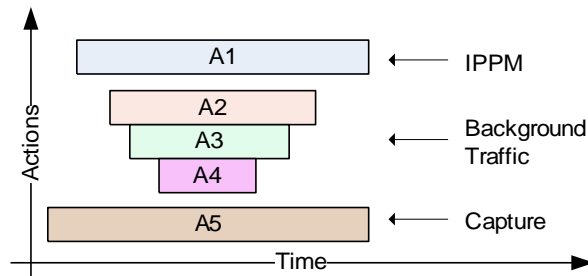 A1
IPPM
A2
A3
Background
Traffic
A4
Actions
A5
Capture
Time